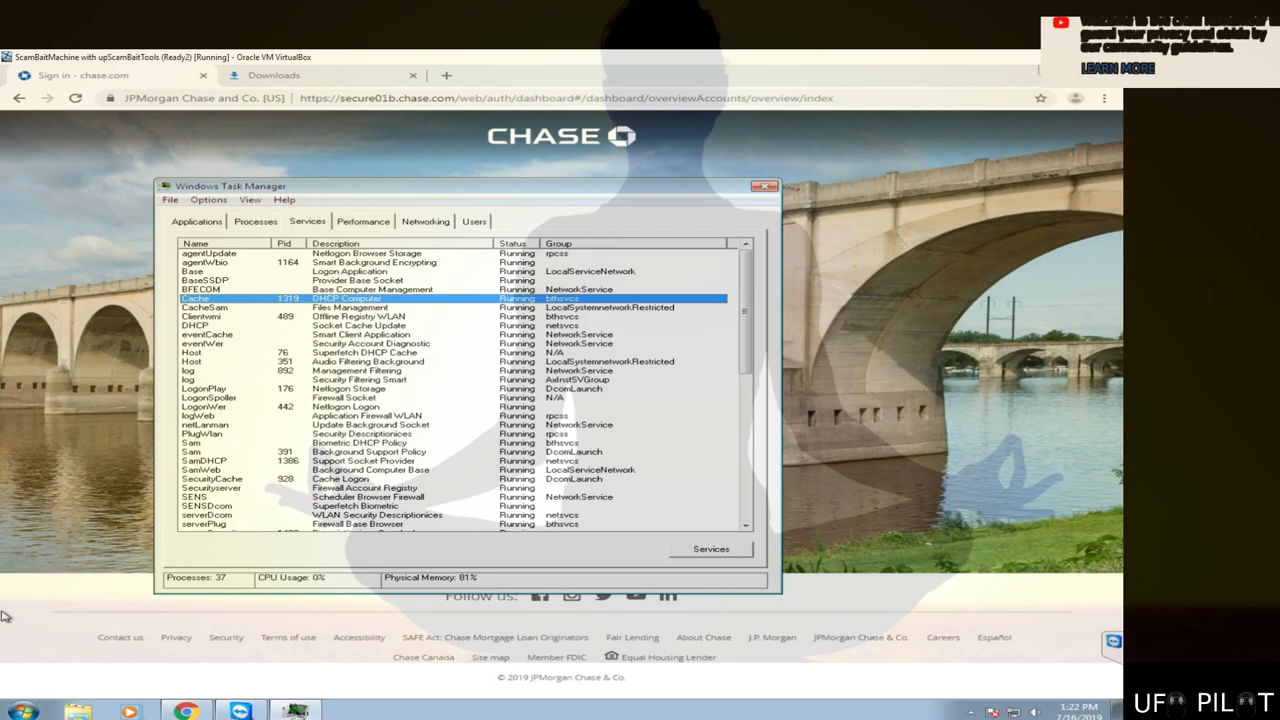 guard your privacy and abide by
our community guidelines.
LEARN MORE
ScamBaitMachine with upScamBaitTools (Ready2) [Running] - Oracle VM VirtualBox
Sign in - chase.com
Downloads
JPMorgan Chase and Co. [US] | https://secure01b.chase.com/web/auth/dashboard#/dashboard/overviewAccounts/overview/index
CHASE
Windows Task Manager
File Options View Help
Applications Processes Services Performance Networking Users
Name Pid Description Status Group
agentUpdate Netlogon Browser Storage Running rpcss
agentWbio 1164 Smart Background Encrypting Running
Base Logon Application Running LocalServiceNetwork
BaseSSDP Provider Base Socket Running
BFECOM Base Computer Management Running NetworkService
Cache 1319 DHCP Computer Running bthsvcs
CacheSam Files Management Running LocalSystemnetworkRestricted
Clientwmi 489 Offline Registry WLAN Running bthsvcs
DHCP Socket Cache Update Running netsvcs
eventCache Smart Client Application Running NetworkService
eventWer Security Account Diagnostic Running NetworkService
Host 76 Superfetch DHCP Cache Running N/A
Host 351 Audio Filtering Background Running LocalSystemnetworkRestricted
log 892 Management Filtering Running NetworkService
log Security Filtering Smart Running AxInstSVGroup
LogonPlay 176 Netlogon Storage Running DcomLaunch
LogonSpoller Firewall Socket Running N/A
LogonWer 442 Netlogon Logon Running
logWeb Application Firewall WLAN Running rpcss
netLanman Update Background Socket Running NetworkService
PlugWlan Security Descriptionices Running rpcss
Sam Biometric DHCP Policy Running bthsvcs
Sam 391 Background Support Policy Running DcomLaunch
SamDHCP 1386 Support Socket Provider Running netsvcs
SamWeb Background Computer Base Running LocalServiceNetwork
SecurityCache 928 Cache Logon Running DcomLaunch
Securityserver Firewall Account Registry Running
SENS Scheduler Browser Firewall Running NetworkService
SENSDcom Superfetch Biometric Running
serverDcom WLAN Security Descriptionices Running netsvcs
serverPlug Firewall Base Browser Running bthsvcs
Services
Processes: 37 CPU Usage: 0% Physical Memory: 81%
Follow us:
Contact us Privacy Security Terms of use Accessibility SAFE Act: Chase Mortgage Loan Originators Fair Lending About Chase J.P. Morgan JPMorgan Chase & Co. Careers Español
Chase Canada Site map Member FDIC Equal Housing Lender
© 2019 JPMorgan Chase & Co.
1:22 PM
7/16/2019
UFO PILOT